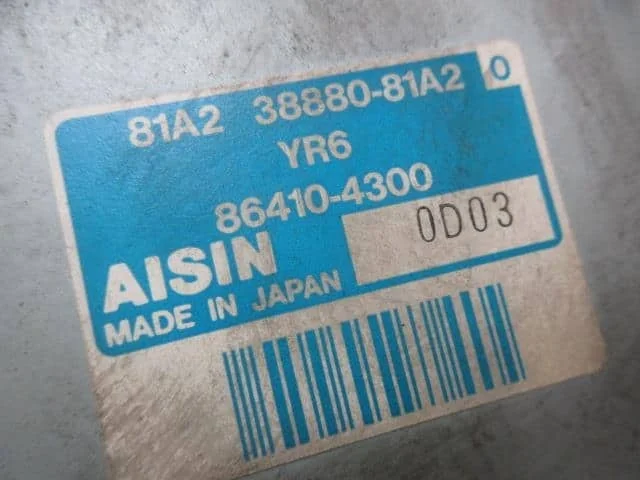 81A2 38880-81A2 0
YR6
86410-4300
AISIN 0D03
MADE IN JAPAN